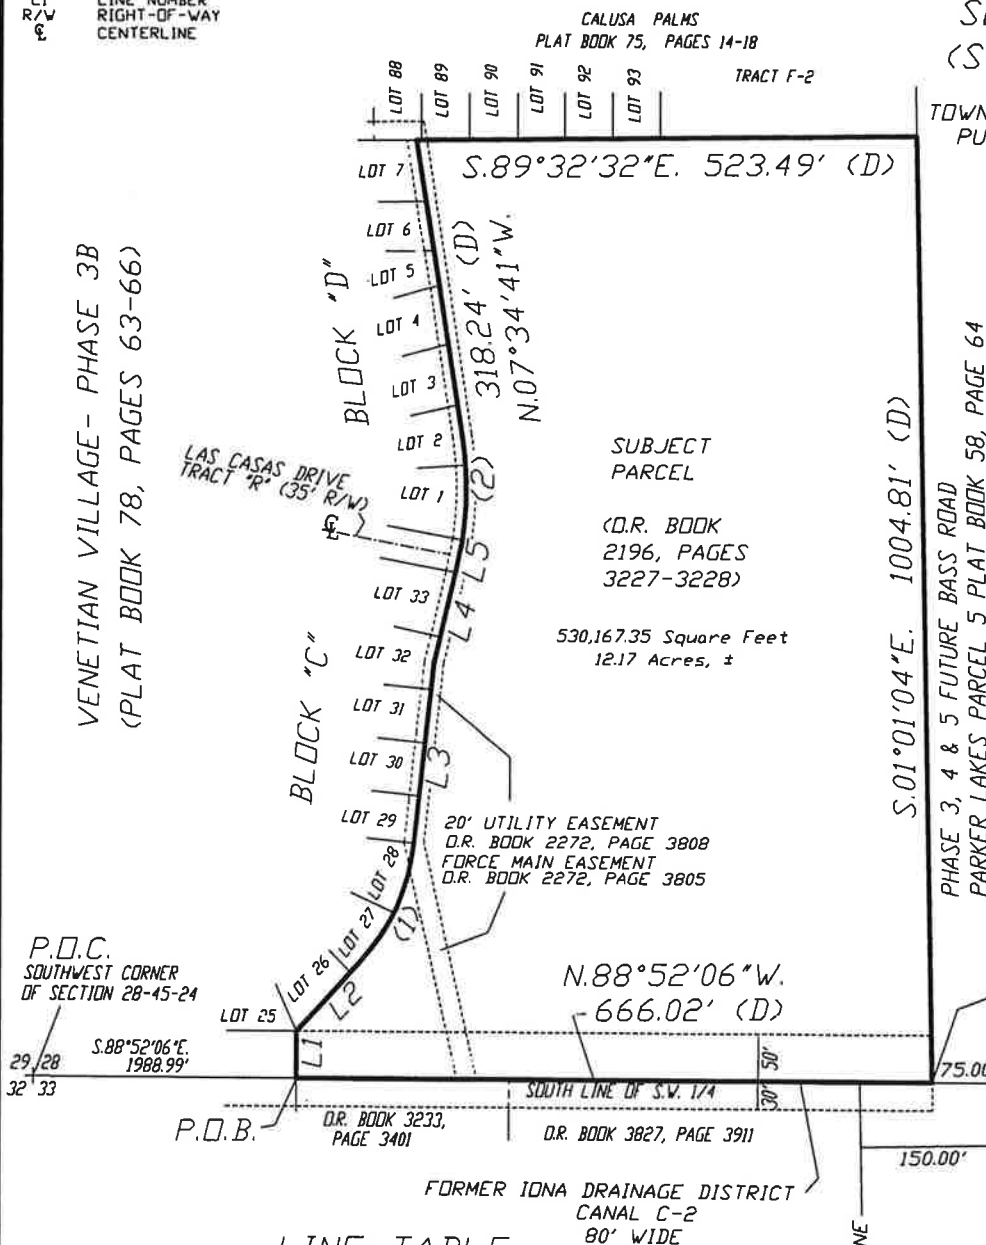 LINE NUMBER
R/W RIGHT-OF-WAY
℄ CENTERLINE
CALUSA PALMS
PLAT BOOK 75, PAGES 14-18
(S
LOT 88
LOT 89
LOT 90
LOT 91
LOT 92
LOT 93
TRACT F-2
TOWN
PU
S.89°32'32"E. 523.49' (D)
LOT 7
LOT 6
LOT 5
LOT 4
LOT 3
LOT 2
LOT 1
BLOCK "D"
318.24' (D)
N.07°34'41"W.
VENETIAN VILLAGE- PHASE 3B
(PLAT BOOK 78, PAGES 63-66)
LAS CASAS DRIVE
TRACT "R" (35' R/W)
℄
(2)
L5
L4
SUBJECT
PARCEL
(O.R. BOOK
2196, PAGES
3227-3228)
530,167.35 Square Feet
12.17 Acres, ±
S.01°01'04"E. 1004.81' (D)
PHASE 3, 4 & 5 FUTURE BASS ROAD
PARKER LAKES PARCEL 5 PLAT BOOK 58, PAGE 64
LOT 33
LOT 32
LOT 31
LOT 30
LOT 29
LOT 28
LOT 27
LOT 26
LOT 25
BLOCK "C"
L3
20' UTILITY EASEMENT
O.R. BOOK 2272, PAGE 3808
FORCE MAIN EASEMENT
O.R. BOOK 2272, PAGE 3805
(1)
L2
L1
P.O.C.
SOUTHWEST CORNER
OF SECTION 28-45-24
N.88°52'06"W.
666.02' (D)
S.88°52'06"E.
1988.99'
29 28
32 33
50'
30'
75.00
SOUTH LINE OF S.W. 1/4
P.O.B.
O.R. BOOK 3233,
PAGE 3401
O.R. BOOK 3827, PAGE 3911
150.00'
FORMER IONA DRAINAGE DISTRICT
CANAL C-2
80' WIDE
NE
LINE TABLE